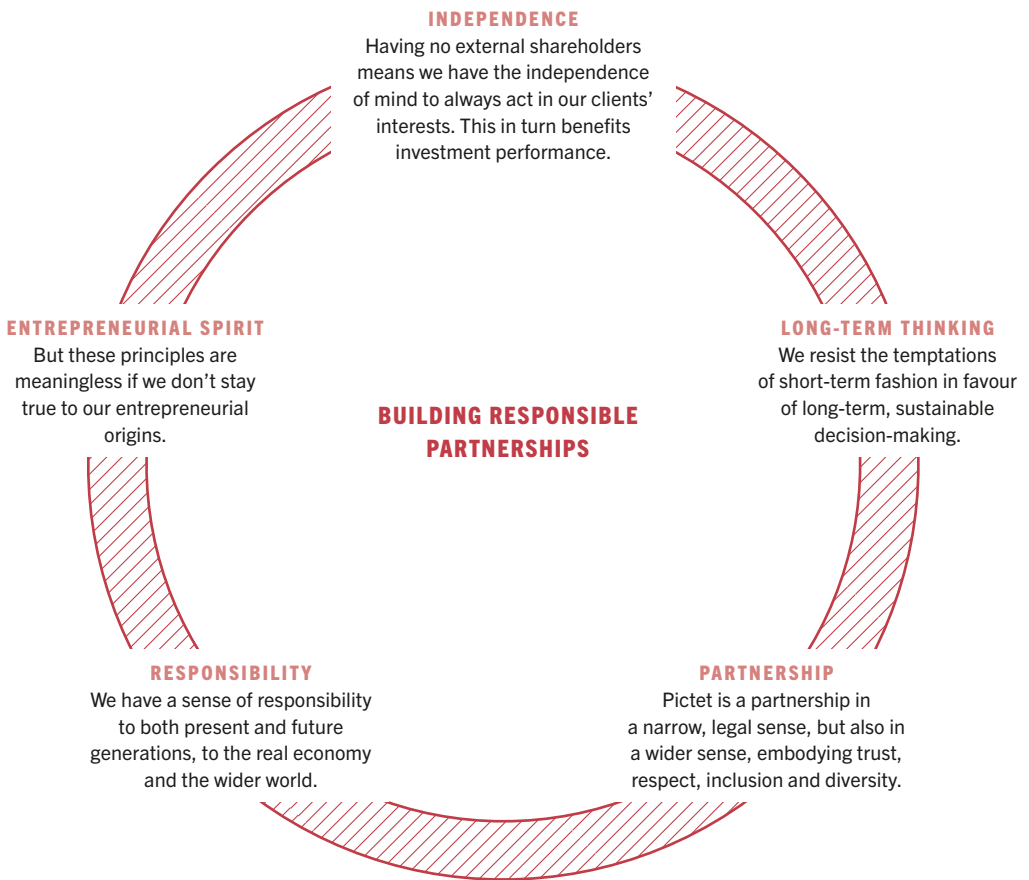 INDEPENDENCE
Having no external shareholders
means we have the independence
of mind to always act in our clients’
interests. This in turn benefits
investment performance.
ENTREPRENEURIAL SPIRIT
But these principles are
meaningless if we don’t stay
true to our entrepreneurial
origins.
BUILDING RESPONSIBLE
PARTNERSHIPS
LONG-TERM THINKING
We resist the temptations
of short-term fashion in favour
of long-term, sustainable
decision-making.
RESPONSIBILITY
We have a sense of responsibility
to both present and future
generations, to the real economy
and the wider world.
PARTNERSHIP
Pictet is a partnership in
a narrow, legal sense, but also in
a wider sense, embodying trust,
respect, inclusion and diversity.